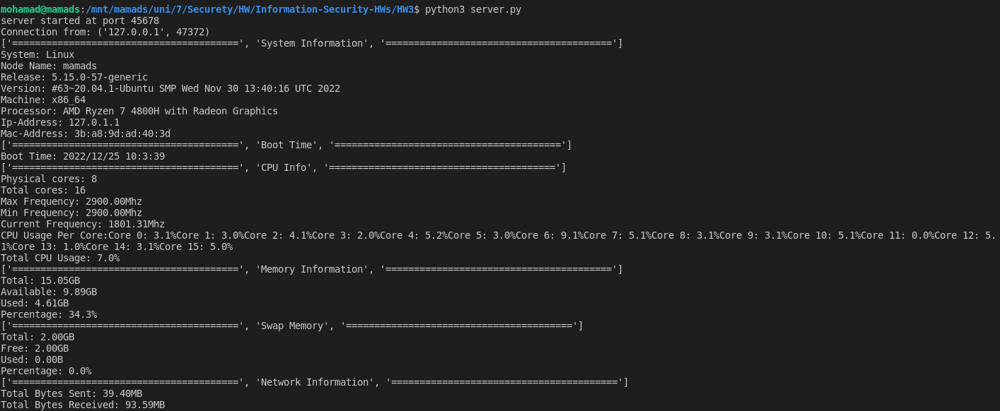 mohamad@mamads:/mnt/mamads/uni/7/Securety/HW/Information-Security-HWs/HW3$ python3 server.py
server started at port 45678
Connection from: ('127.0.0.1', 47372)
['========================================', 'System Information', '========================================']
System: Linux
Node Name: mamads
Release: 5.15.0-57-generic
Version: #63~20.04.1-Ubuntu SMP Wed Nov 30 13:40:16 UTC 2022
Machine: x86_64
Processor: AMD Ryzen 7 4800H with Radeon Graphics
Ip-Address: 127.0.1.1
Mac-Address: 3b:a8:9d:ad:40:3d
['========================================', 'Boot Time', '========================================']
Boot Time: 2022/12/25 10:3:39
['========================================', 'CPU Info', '========================================']
Physical cores: 8
Total cores: 16
Max Frequency: 2900.00Mhz
Min Frequency: 2900.00Mhz
Current Frequency: 1801.31Mhz
CPU Usage Per Core:Core 0: 3.1%Core 1: 3.0%Core 2: 4.1%Core 3: 2.0%Core 4: 5.2%Core 5: 3.0%Core 6: 9.1%Core 7: 5.1%Core 8: 3.1%Core 9: 3.1%Core 10: 5.1%Core 11: 0.0%Core 12: 5.
1%Core 13: 1.0%Core 14: 3.1%Core 15: 5.0%
Total CPU Usage: 7.0%
['========================================', 'Memory Information', '========================================']
Total: 15.05GB
Available: 9.89GB
Used: 4.61GB
Percentage: 34.3%
['========================================', 'Swap Memory', '========================================']
Total: 2.00GB
Free: 2.00GB
Used: 0.00B
Percentage: 0.0%
['========================================', 'Network Information', '========================================']
Total Bytes Sent: 39.40MB
Total Bytes Received: 93.59MB